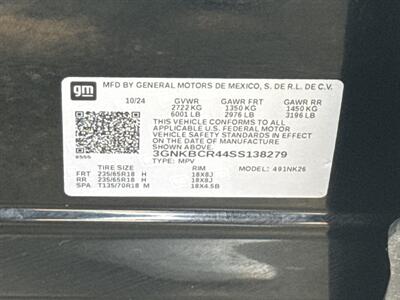 gm
MFD BY GENERAL MOTORS DE MEXICO, S. DE R.L. DE C.V.
10/24 GVWR GAWR FRT GAWR RR
2722 KG 1350 KG 1450 KG
6001 LB 2976 LB 3196 LB
THIS VEHICLE CONFORMS TO ALL
APPLICABLE U.S. FEDERAL MOTOR
VEHICLE SAFETY STANDARDS IN EFFECT
ON THE DATE OF MANUFACTURE
SHOWN ABOVE.
3GNKBCR44SS138279
TYPE: MPV MODEL: 491NK26
TIRE SIZE RIM
FRT 235/65R18 H 18X8J
RR 235/65R18 H 18X8J
SPA T135/70R18 M 18X4.5B